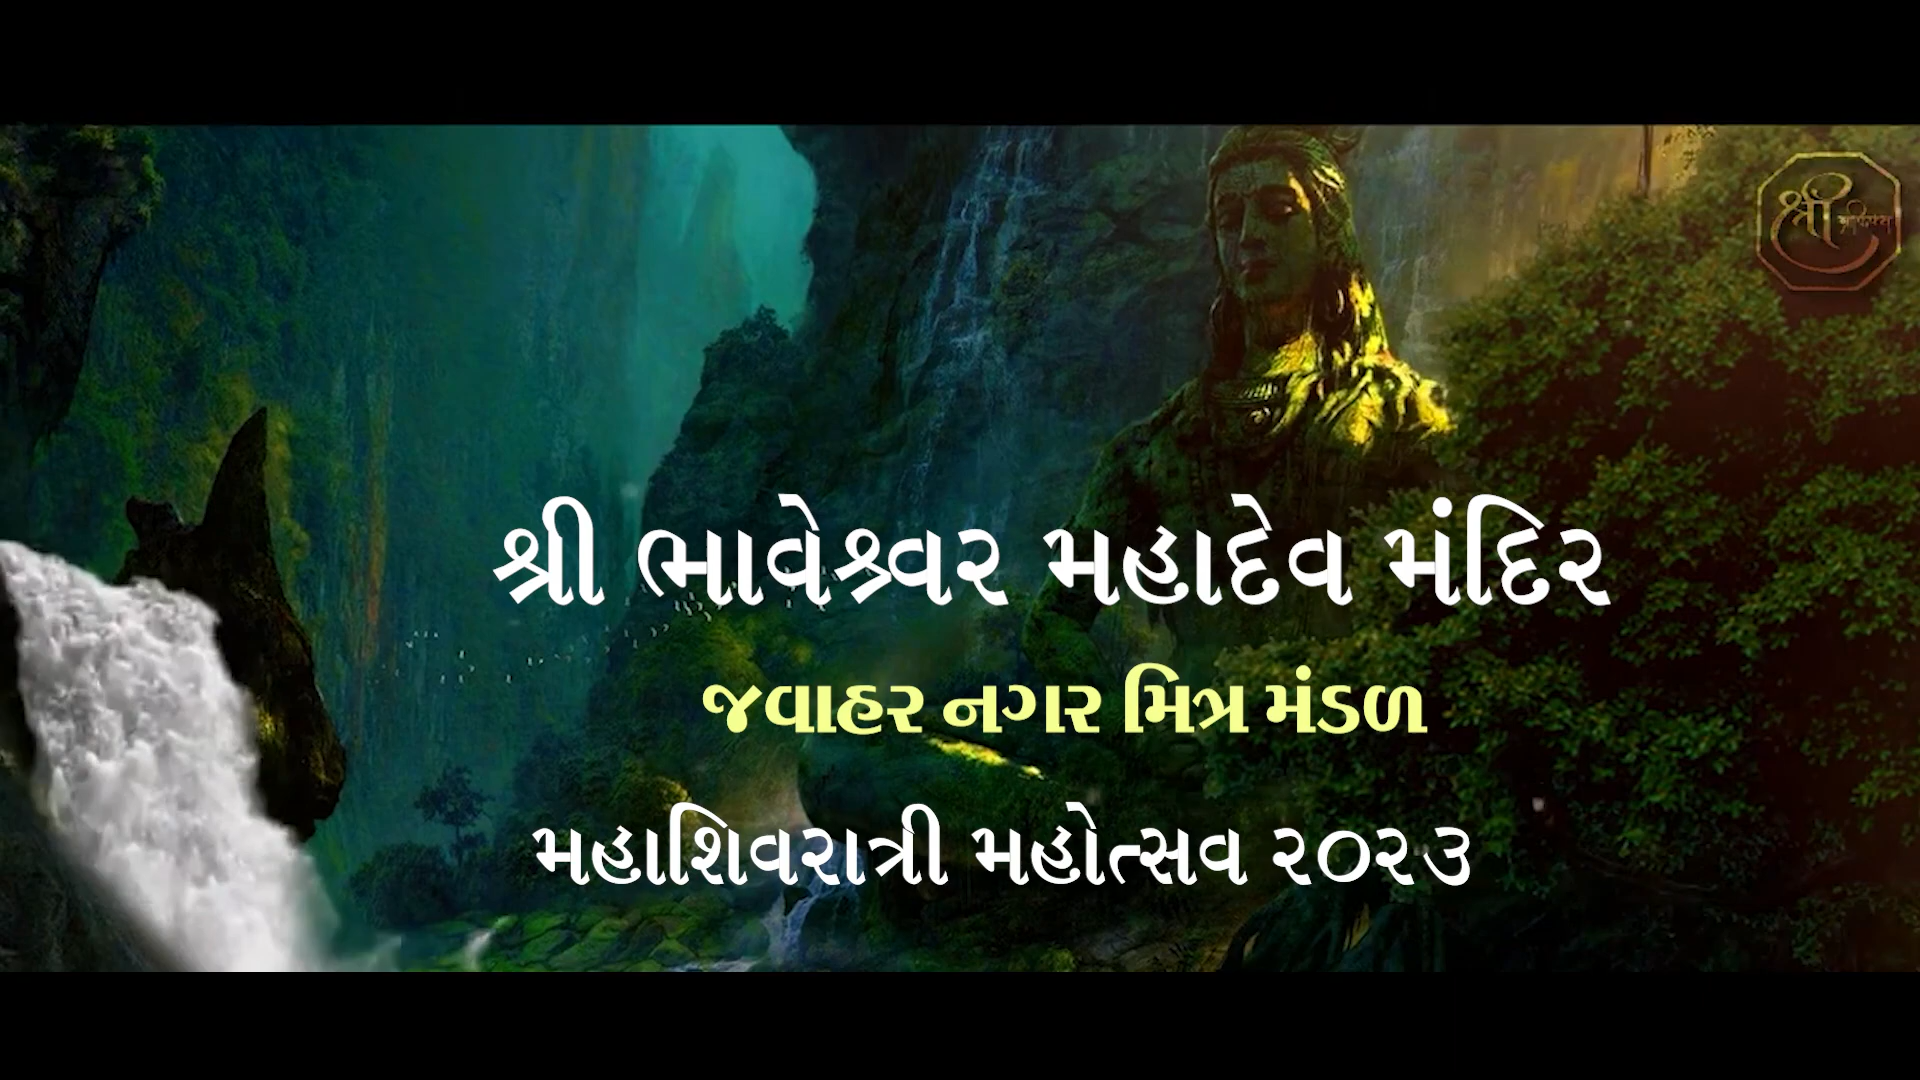 श्री
શ્રી ભાવેશ્વર મહાદેવ મંદિર
જવાહર નગર મિત્ર મંડળ
મહાશિવરાત્રી મહોત્સવ ૨૦૨૩